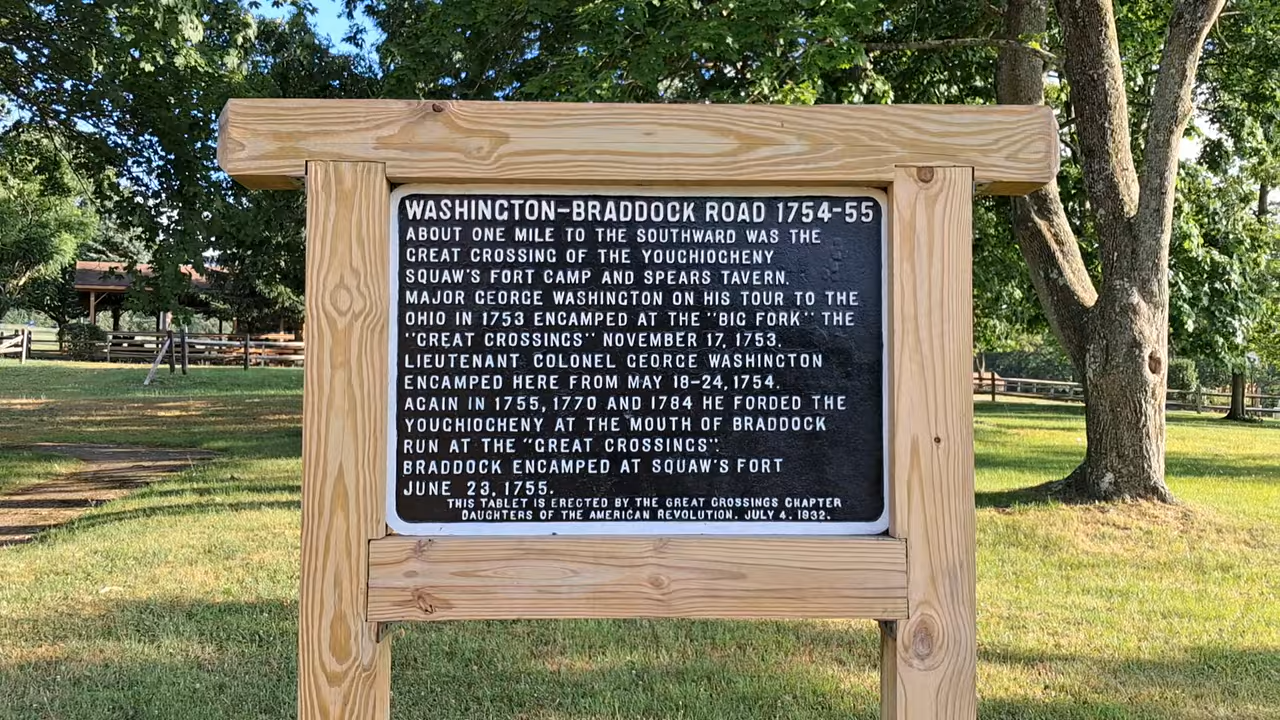 WASHINGTON-BRADDOCK ROAD 1754-55
ABOUT ONE MILE TO THE SOUTHWARD WAS THE
GREAT CROSSING OF THE YOUGHIOGHENY
SQUAW'S FORT CAMP AND SPEARS TAVERN.
MAJOR GEORGE WASHINGTON ON HIS TOUR TO THE
OHIO IN 1753 ENCAMPED AT THE "BIG FORK" THE
"GREAT CROSSINGS" NOVEMBER 17, 1753.
LIEUTENANT COLONEL GEORGE WASHINGTON
ENCAMPED HERE FROM MAY 18-24, 1754.
AGAIN IN 1755, 1770 AND 1784 HE FORDED THE
YOUGHIOGHENY AT THE MOUTH OF BRADDOCK
RUN AT THE "GREAT CROSSINGS".
BRADDOCK ENCAMPED AT SQUAW'S FORT
JUNE 23, 1755.
THIS TABLET IS ERECTED BY THE GREAT CROSSINGS CHAPTER
DAUGHTERS OF THE AMERICAN REVOLUTION. JULY 4, 1932.